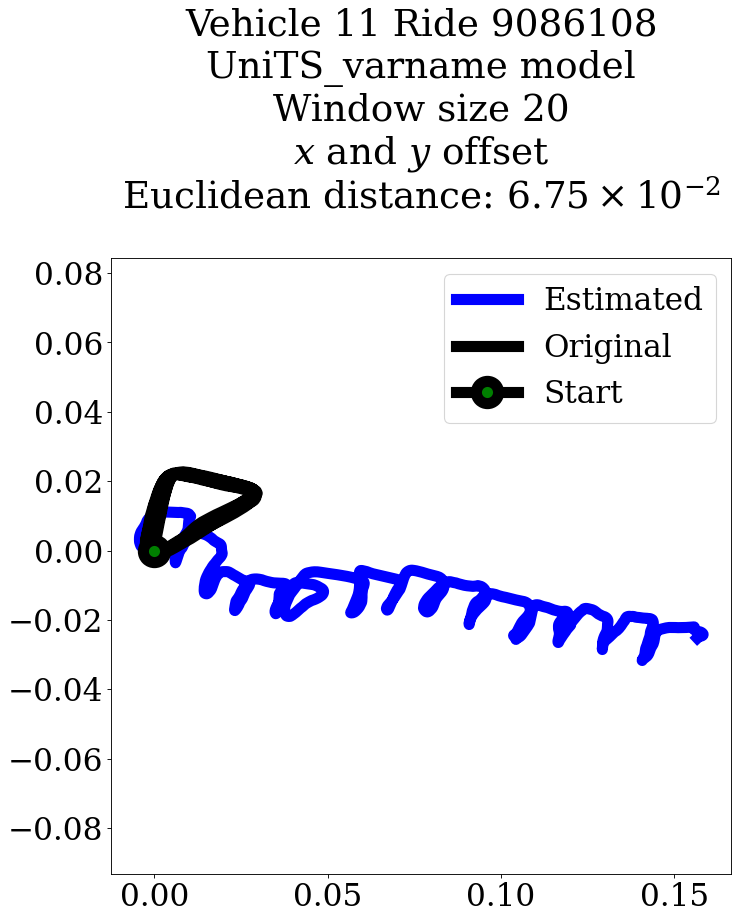 Vehicle 11 Ride 9086108
UniTS_varname model
Window size 20
x and y offset
Euclidean distance: 6.75 × 10⁻²
Estimated
Original
Start
0.08
0.06
0.04
0.02
0.00
−0.02
−0.04
−0.06
−0.08
0.00 0.05 0.10 0.15